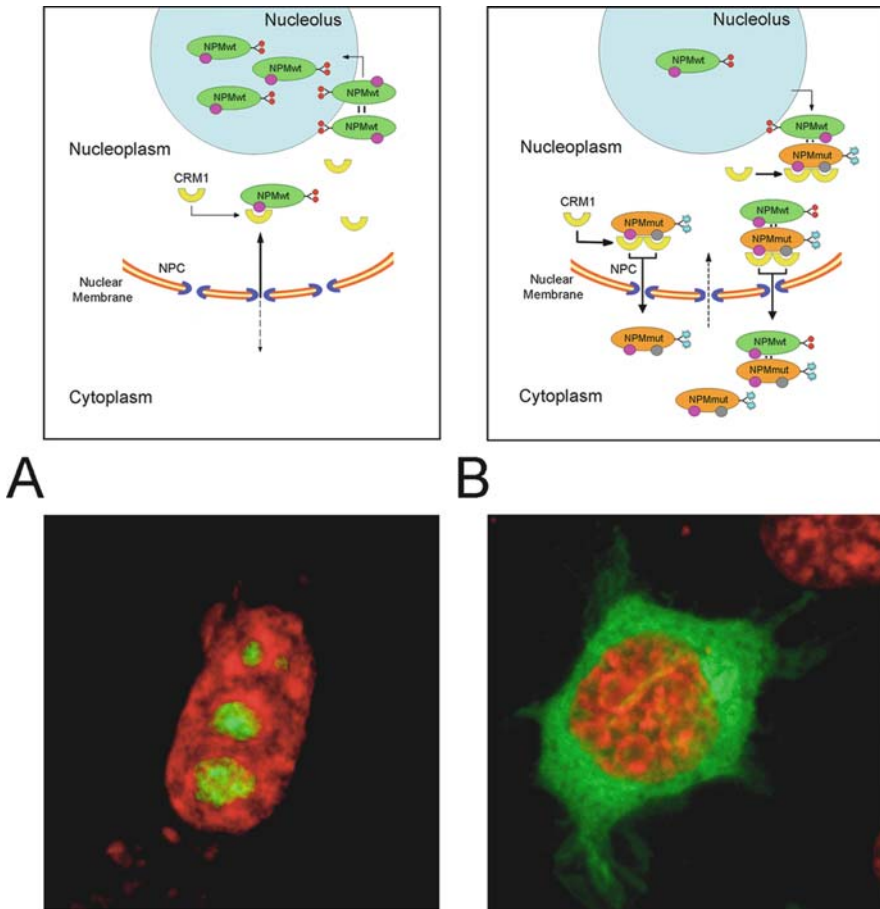 Nucleolus
NPMwt
NPMwt
NPMwt
NPMwt
NPMwt
Nucleoplasm
CRM1
NPMwt
NPC
Nuclear
Membrane
Cytoplasm
A
Nucleolus
NPMwt
NPMwt
Nucleoplasm
NPMmut
CRM1
NPMmut
NPMwt
NPMmut
NPC
Nuclear
Membrane
NPMmut
NPMwt
NPMmut
NPMmut
Cytoplasm
B